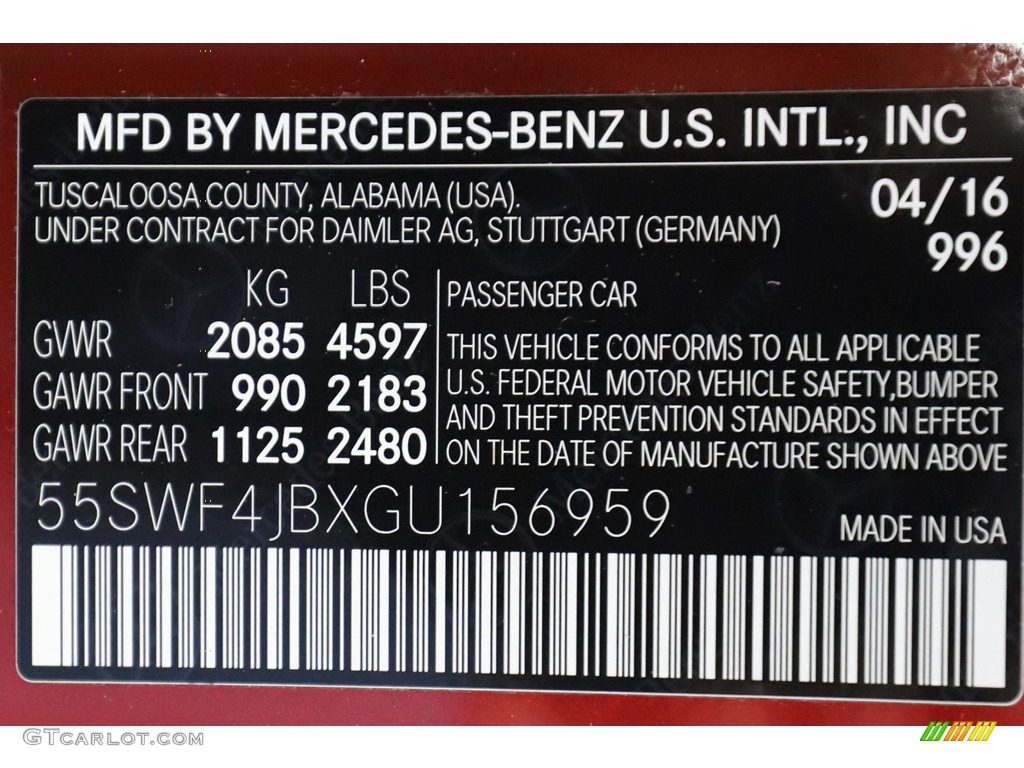 MFD BY MERCEDES-BENZ U.S. INTL., INC
TUSCALOOSA COUNTY, ALABAMA (USA).
UNDER CONTRACT FOR DAIMLER AG, STUTTGART (GERMANY)
04/16
996
KG LBS
GVWR 2085 4597
GAWR FRONT 990 2183
GAWR REAR 1125 2480
PASSENGER CAR
THIS VEHICLE CONFORMS TO ALL APPLICABLE
U.S. FEDERAL MOTOR VEHICLE SAFETY,BUMPER
AND THEFT PREVENTION STANDARDS IN EFFECT
ON THE DATE OF MANUFACTURE SHOWN ABOVE
55SWF4JBXGU156959
MADE IN USA
GTcarlot.com